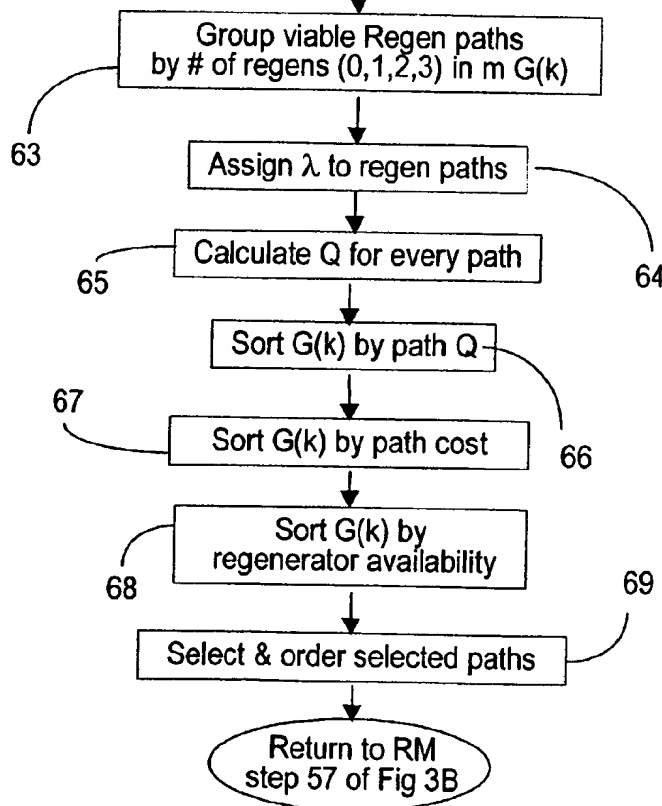 Group viable Regen paths
by # of regens (0,1,2,3) in m G(k)
63
Assign λ to regen paths
64
Calculate Q for every path
65
Sort G(k) by path Q
66
67
Sort G(k) by path cost
Sort G(k) by
regenerator availability
68
69
Select & order selected paths
Return to RM
step 57 of Fig 3B